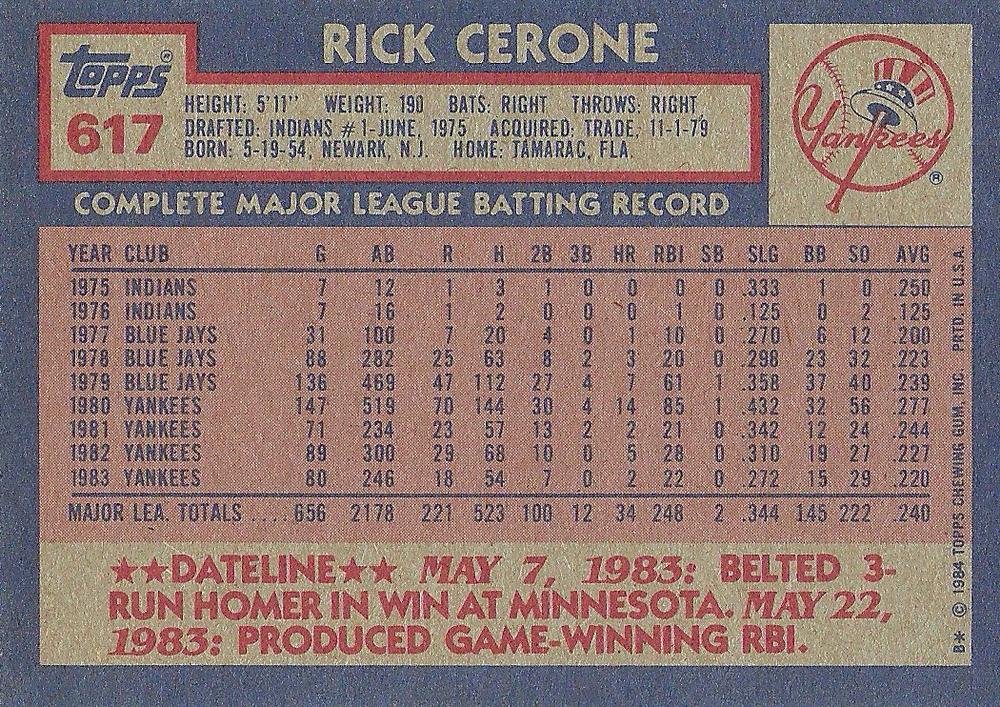 RICK CERONE
Topps®
617
HEIGHT: 5'11" WEIGHT: 190 BATS: RIGHT THROWS: RIGHT
DRAFTED: INDIANS #1-JUNE, 1975 ACQUIRED: TRADE, 11-1-79
BORN: 5-19-54, NEWARK, N.J. HOME: TAMARAC, FLA.
Yankees®
COMPLETE MAJOR LEAGUE BATTING RECORD
YEAR CLUB G AB R H 2B 3B HR RBI SB SLG BB SO AVG
1975 INDIANS 7 12 1 3 1 0 0 0 0 .333 1 0 .250
1976 INDIANS 7 16 1 2 0 0 0 1 0 .125 0 2 .125
1977 BLUE JAYS 31 100 7 20 4 0 1 10 0 .270 6 12 .200
1978 BLUE JAYS 88 282 25 63 8 2 3 20 0 .298 23 32 .223
1979 BLUE JAYS 136 469 47 112 27 4 7 61 1 .358 37 40 .239
1980 YANKEES 147 519 70 144 30 4 14 85 1 .432 32 56 .277
1981 YANKEES 71 234 23 57 13 2 2 21 0 .342 12 24 .244
1982 YANKEES 89 300 29 68 10 0 5 28 0 .310 19 27 .227
1983 YANKEES 80 246 18 54 7 0 2 22 0 .272 15 29 .220
MAJOR LEA. TOTALS ....656 2178 221 523 100 12 34 248 2 .344 145 222 .240
★★DATELINE★★ MAY 7, 1983: BELTED 3-
RUN HOMER IN WIN AT MINNESOTA. MAY 22,
1983: PRODUCED GAME-WINNING RBI.
B* © 1984 TOPPS CHEWING GUM, INC. PRTD. IN U.S.A.